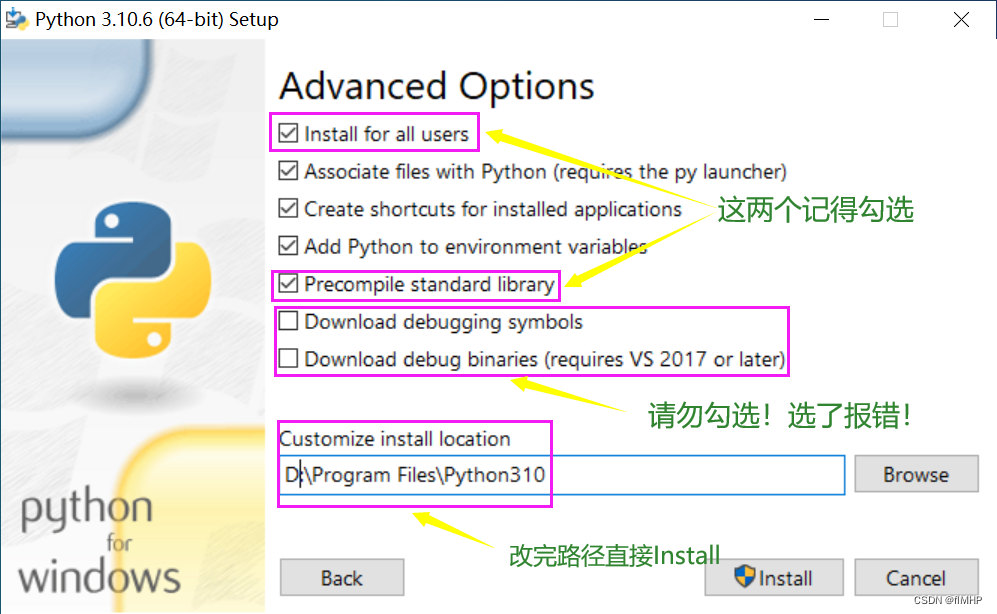 Python 3.10.6 (64-bit) Setup
Advanced Options
Install for all users
Associate files with Python (requires the py launcher)
Create shortcuts for installed applications
这两个记得勾选
Add Python to environment variables
Precompile standard library
Download debugging symbols
Download debug binaries (requires VS 2017 or later)
请勿勾选！选了报错！
Customize install location
D:\Program Files\Python310
Browse
python
for
windows
改完路径直接Install
Back
Install
Cancel
CSDN @flMHP